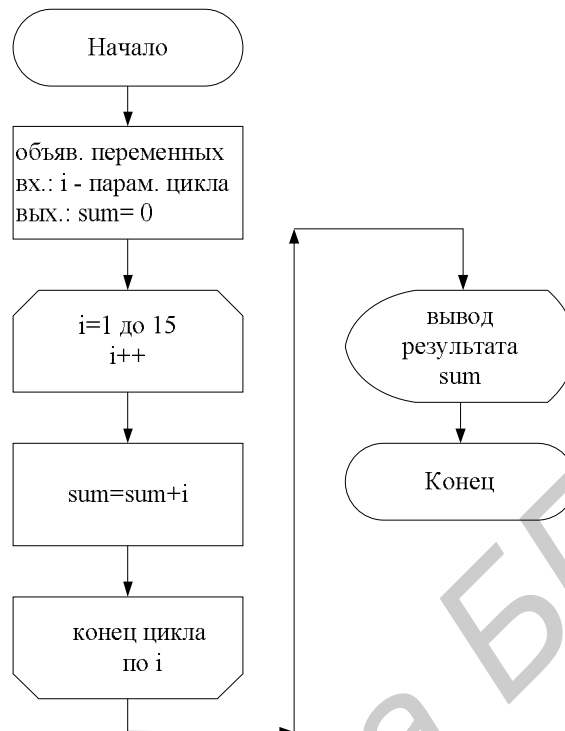 Начало
объяв. переменных
вх.: i - парам. цикла
вых.: sum= 0
i=1 до 15
i++
sum=sum+i
конец цикла
по i
вывод
результата
sum
Конец